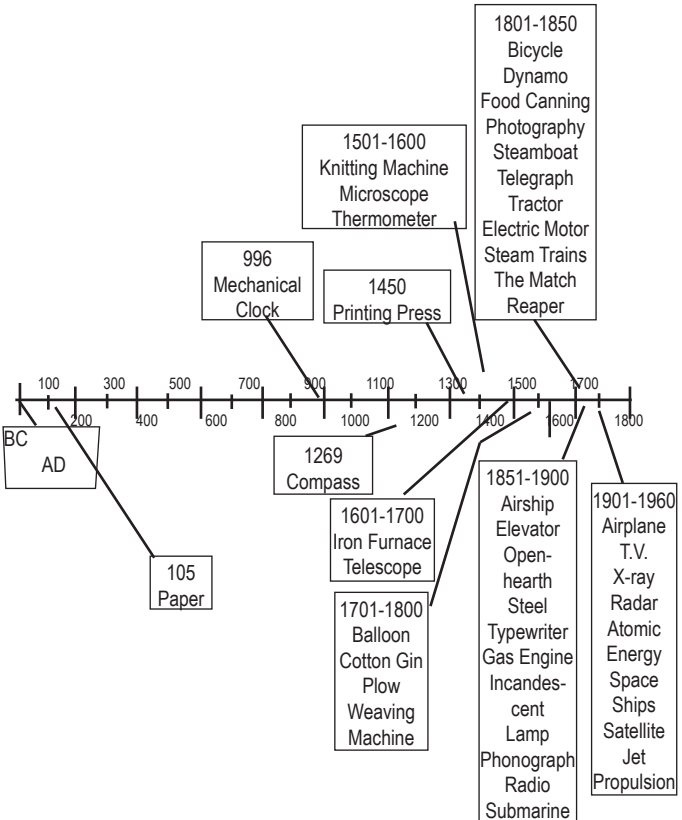 1801-1850
Bicycle
Dynamo
Food Canning
Photography
Steamboat
Telegraph
Tractor
Electric Motor
Steam Trains
The Match
Reaper
1501-1600
Knitting Machine
Microscope
Thermometer
996
Mechanical
Clock
1450
Printing Press
100 300 500 700 900 1100 1300 1500 1700
200 400 600 800 1000 1200 1400 1600 1800
BC
AD
1269
Compass
105
Paper
1601-1700
Iron Furnace
Telescope
1701-1800
Balloon
Cotton Gin
Plow
Weaving
Machine
1851-1900
Airship
Elevator
Open-
hearth
Steel
Typewriter
Gas Engine
Incandes-
cent
Lamp
Phonograph
Radio
Submarine
1901-1960
Airplane
T.V.
X-ray
Radar
Atomic
Energy
Space
Ships
Satellite
Jet
Propulsion